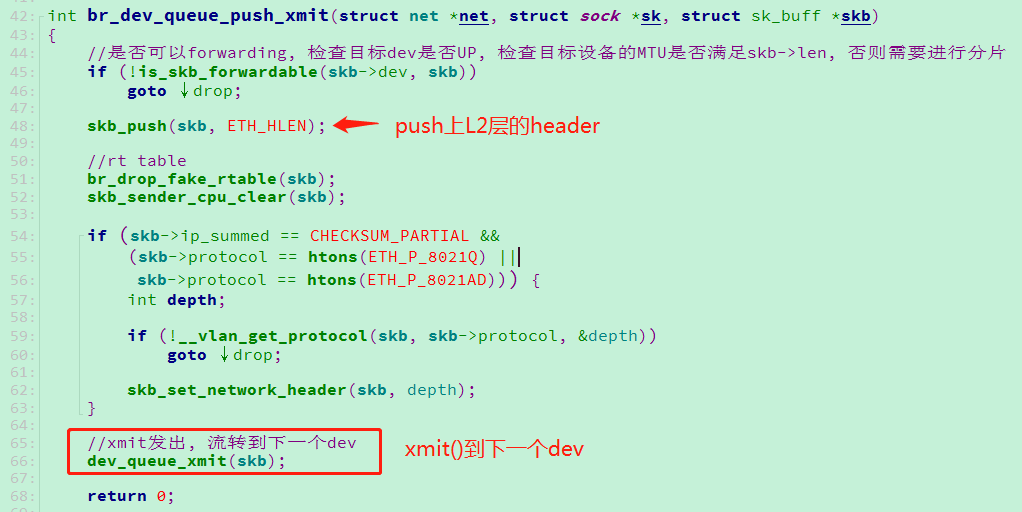 42: int br_dev_queue_push_xmit(struct net *net, struct sock *sk, struct sk_buff *skb)
43: {
44: //是否可以forwarding, 检查目标dev是否UP, 检查目标设备的MTU是否满足skb->len, 否则需要进行分片
45: if (!is_skb_forwardable(skb->dev, skb))
46: goto ↓drop;
47:
48: skb_push(skb, ETH_HLEN); push上L2层的header
49:
50: //rt table
51: br_drop_fake_rtable(skb);
52: skb_sender_cpu_clear(skb);
53:
54: if (skb->ip_summed == CHECKSUM_PARTIAL &&
55: (skb->protocol == htons(ETH_P_8021Q) ||
56: skb->protocol == htons(ETH_P_8021AD))) {
57: int depth;
58:
59: if (!__vlan_get_protocol(skb, skb->protocol, &depth))
60: goto ↓drop;
61:
62: skb_set_network_header(skb, depth);
63: }
64:
65: //xmit发出, 流转到下一个dev
66: dev_queue_xmit(skb); xmit()到下一个dev
67:
68: return 0;